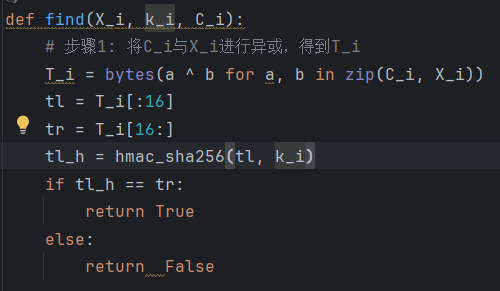 def find(X_i, k_i, C_i):
# 步骤1: 将C_i与X_i进行异或，得到T_i
T_i = bytes(a ^ b for a, b in zip(C_i, X_i))
tl = T_i[:16]
tr = T_i[16:]
tl_h = hmac_sha256(tl, k_i)
if tl_h == tr:
return True
else:
return  False